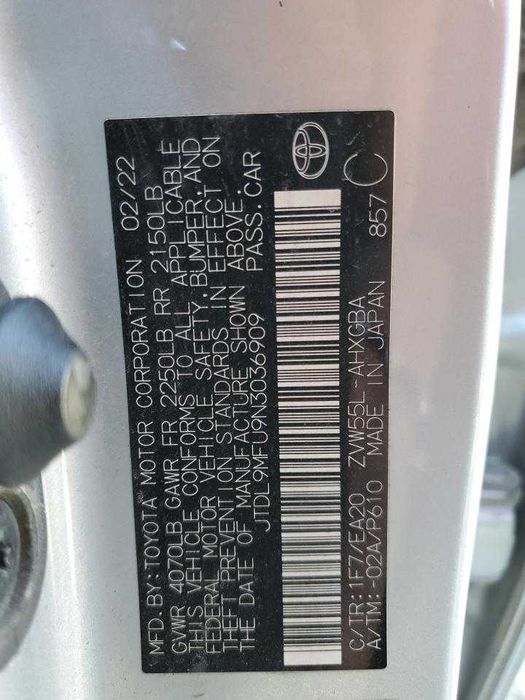 MFD. BY: TOYOTA MOTOR CORPORATION 02/22
GVWR 4070LB GAWR FR 2250LB RR 2150LB
THIS VEHICLE CONFORMS TO ALL APPLICABLE
FEDERAL MOTOR VEHICLE SAFETY, BUMPER, AND
THEFT PREVENTION STANDARDS IN EFFECT ON
THE DATE OF MANUFACTURE SHOWN ABOVE.
JTDL9MFU9N3036909 PASS. CAR
C/TR: 1F7/EA20 ZVW55L-AHXGBA
A/TM: -02A/P610 MADE IN JAPAN 857 C